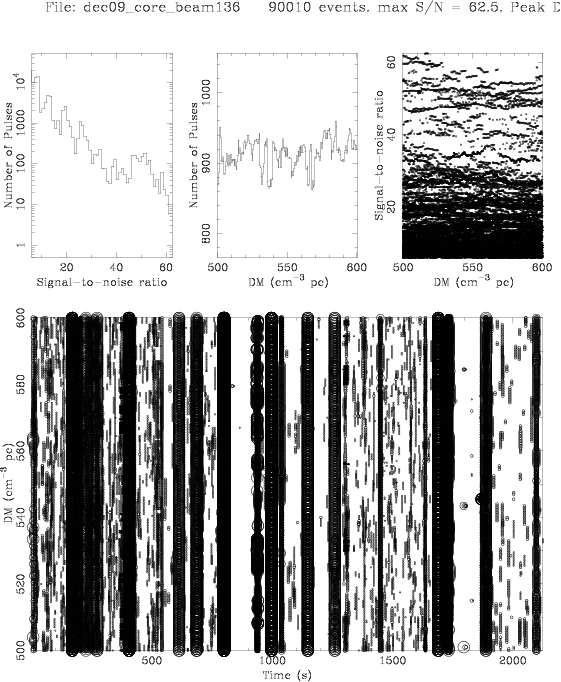 File: dec09_core_beam136 90010 events. max S/N = 62.5. Peak D
Number of Pulses
10⁴
1000
100
10
1
20 40 60
Signal-to-noise ratio
Number of Pulses
1000
900
800
500 550 600
DM (cm⁻³ pc)
Signal-to-noise ratio
60
40
20
500 550 600
DM (cm⁻³ pc)
DM (cm⁻³ pc)
600
580
560
540
520
500
500 1000 1500 2000
Time (s)